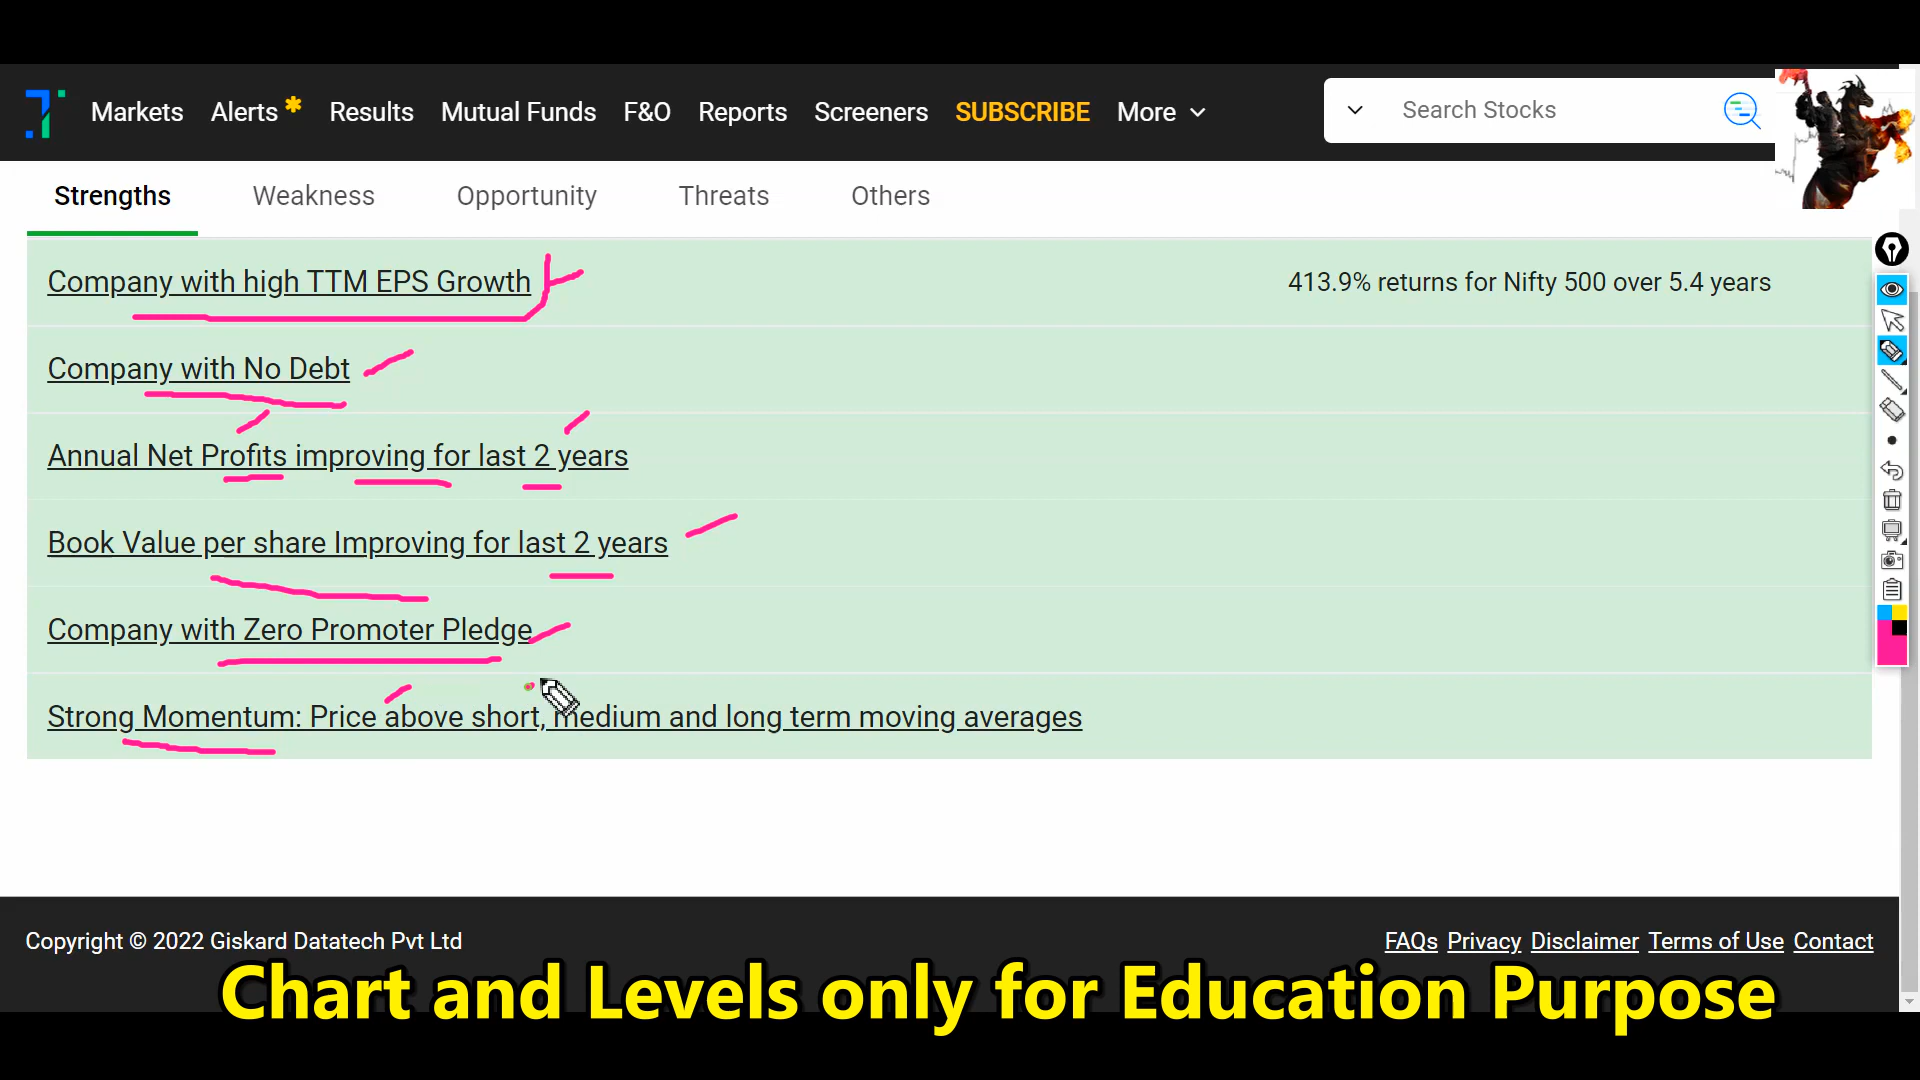 Markets Alerts Results Mutual Funds F&O Reports Screeners SUBSCRIBE More Search Stocks
Strengths Weakness Opportunity Threats Others
Company with high TTM EPS Growth 413.9% returns for Nifty 500 over 5.4 years
Company with No Debt
Annual Net Profits improving for last 2 years
Book Value per share Improving for last 2 years
Company with Zero Promoter Pledge
Strong Momentum: Price above short, medium and long term moving averages
Copyright © 2022 Giskard Datatech Pvt Ltd FAQs Privacy Disclaimer Terms of Use Contact
Chart and Levels only for Education Purpose